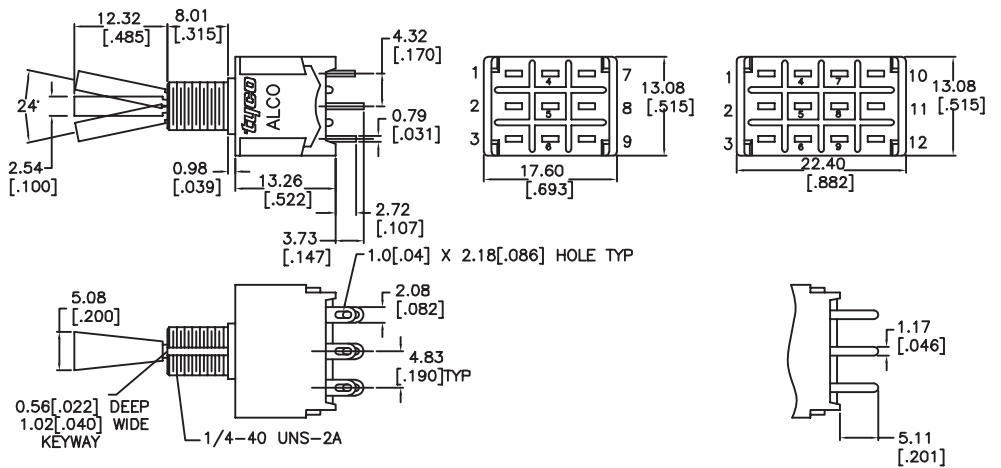 12.32
[.485]
8.01
[.315]
4.32
[.170]
24°
tyco
ALCO
0.79
[.031]
2.54
[.100]
0.98
[.039]
13.26
[.522]
2.72
[.107]
3.73
[.147]
1 4 7
2 5 8
3 6 9
13.08
[.515]
17.60
[.693]
1 4 7 10
2 5 8 11
3 6 9 12
13.08
[.515]
22.40
[.882]
1.0[.04] X 2.18[.086] HOLE TYP
5.08
[.200]
2.08
[.082]
4.83
[.190]TYP
0.56[.022] DEEP
1.02[.040] WIDE
KEYWAY
1/4-40 UNS-2A
1.17
[.046]
5.11
[.201]